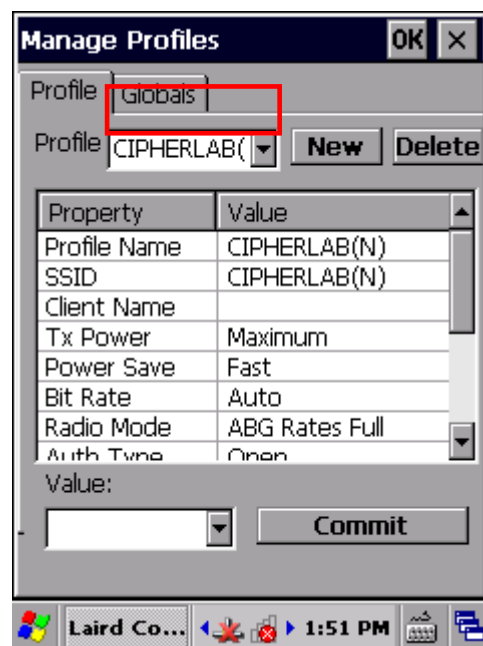 Manage Profiles OK ×
Profile Globals
Profile CIPHERLAB( New Delete
Property Value
Profile Name CIPHERLAB(N)
SSID CIPHERLAB(N)
Client Name
Tx Power Maximum
Power Save Fast
Bit Rate Auto
Radio Mode ABG Rates Full
Auth Type Open
Value:
Commit
Laird Co... 1:51 PM